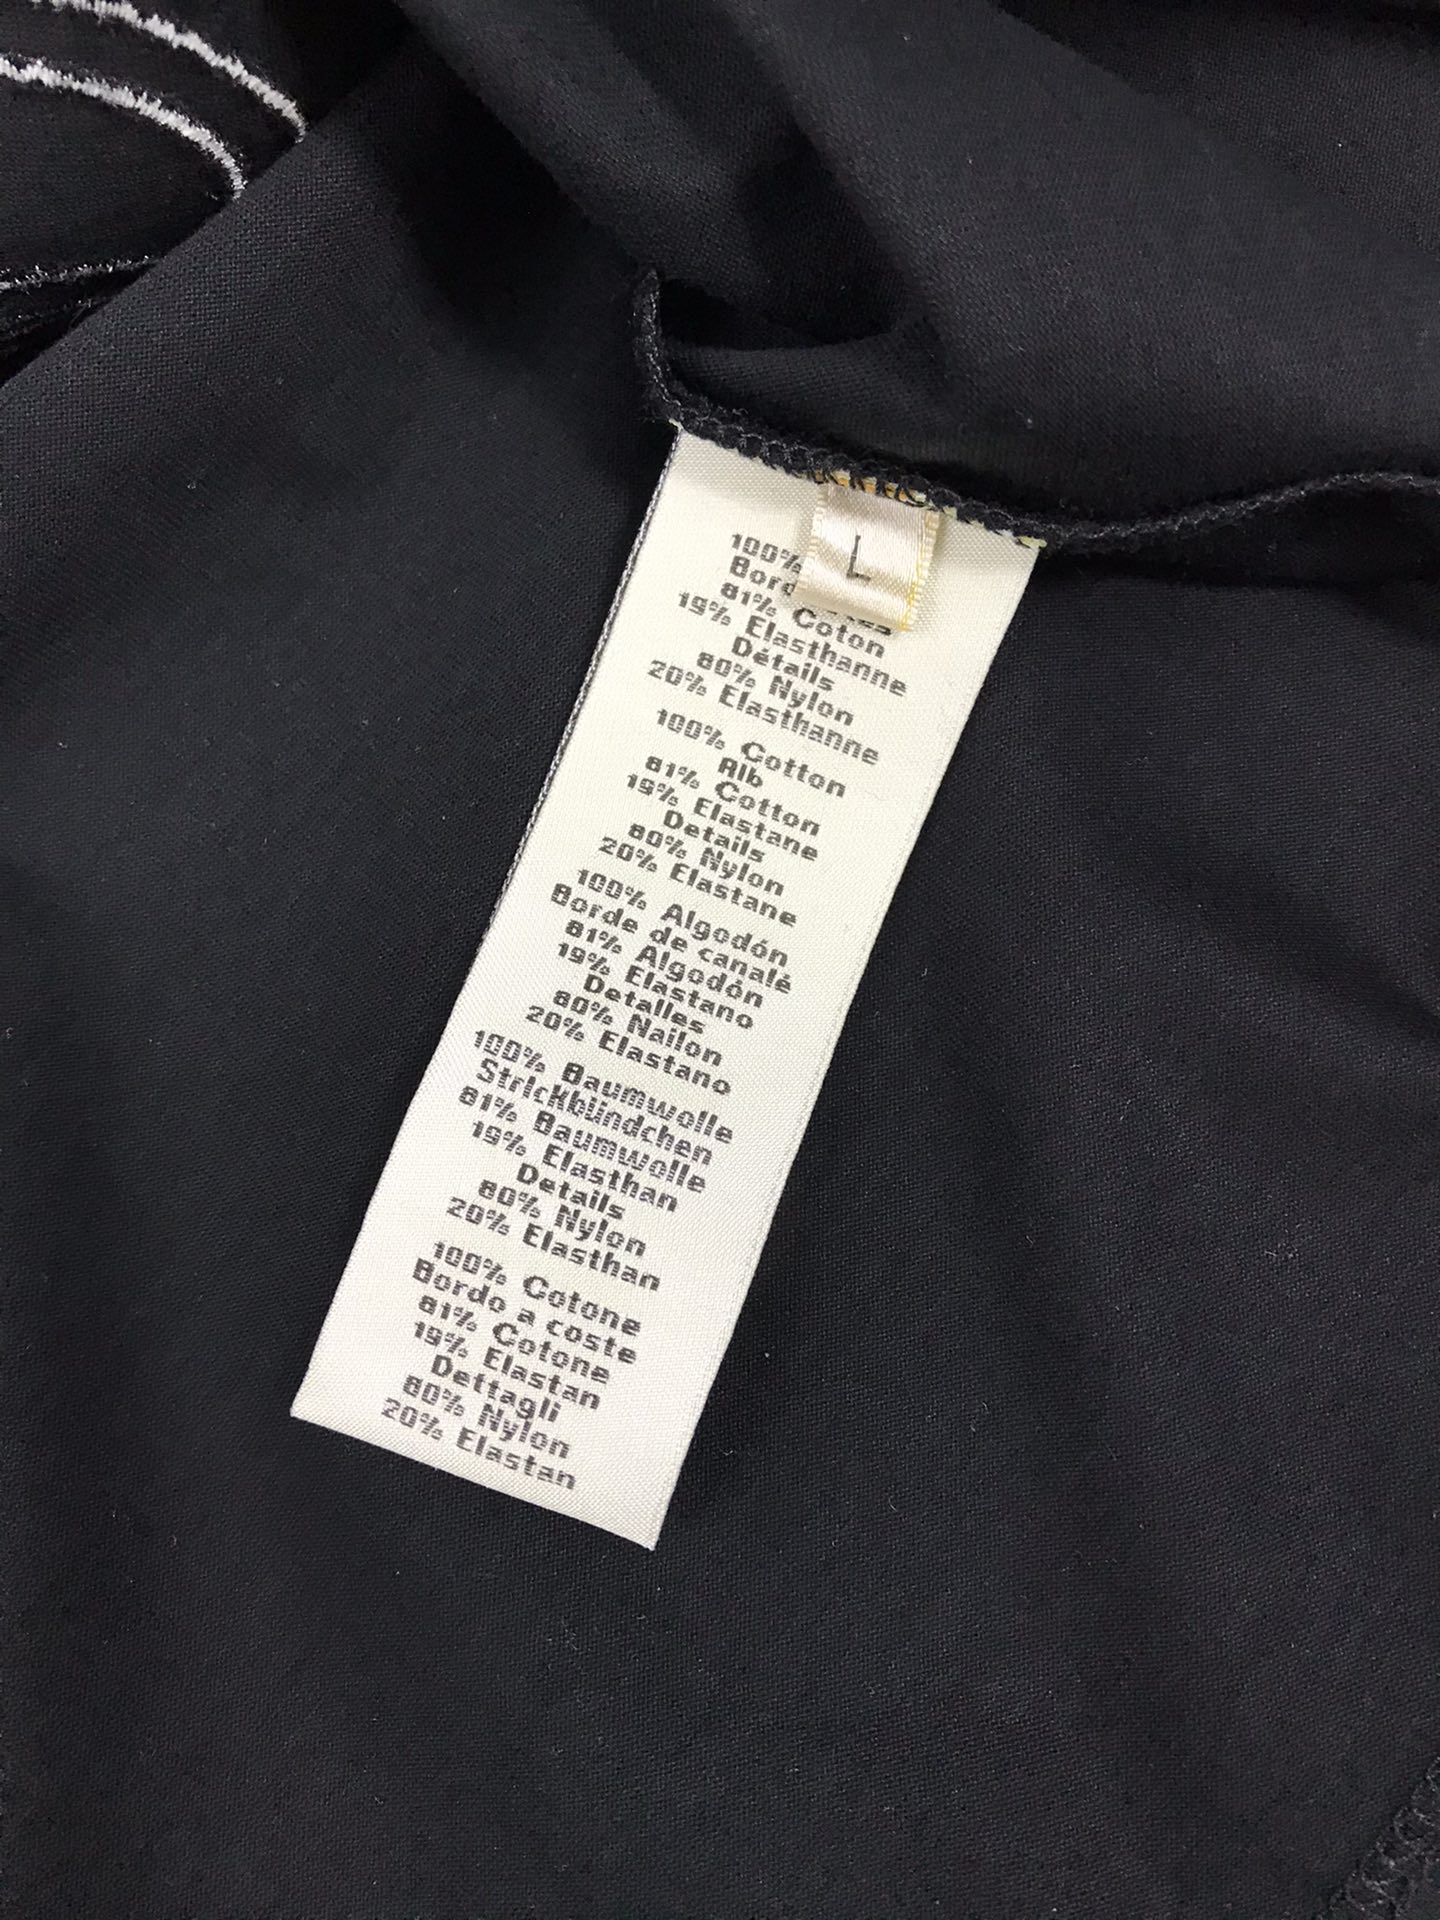 L
100%
81% Coton
19% Elasthanne
Détails
80% Nylon
20% Elasthanne
100% Cotton
Rib
81% Cotton
19% Elastane
Details
80% Nylon
20% Elastane
100% Algodón
Borde de canalé
81% Algodón
19% Elastano
Detalles
80% Nailon
20% Elastano
100% Baumwolle
Strickbündchen
81% Baumwolle
19% Elasthan
Details
80% Nylon
20% Elasthan
100% Cotone
Bordo a coste
81% Cotone
19% Elastan
Dettagli
80% Nylon
20% Elastan